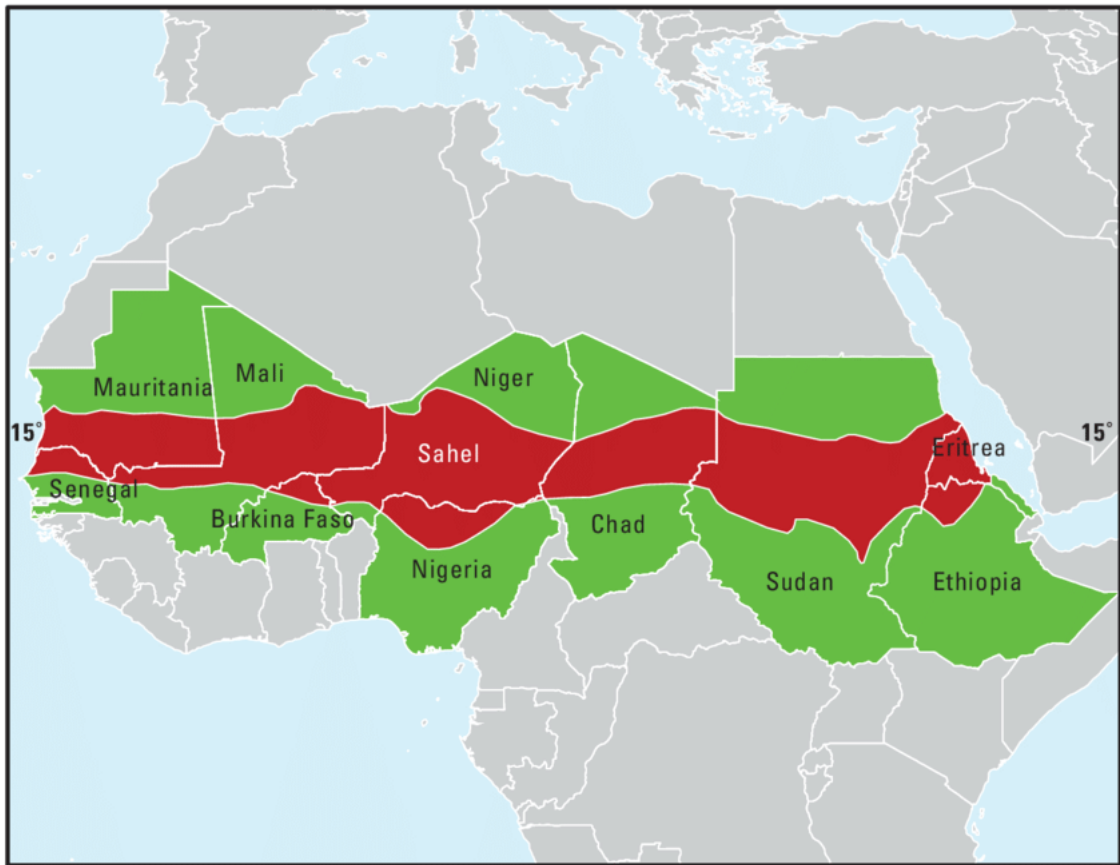 Mali
Niger
Mauritania
15°
15°
Sahel
Eritrea
Senegal
Burkina Faso
Chad
Nigeria
Sudan
Ethiopia